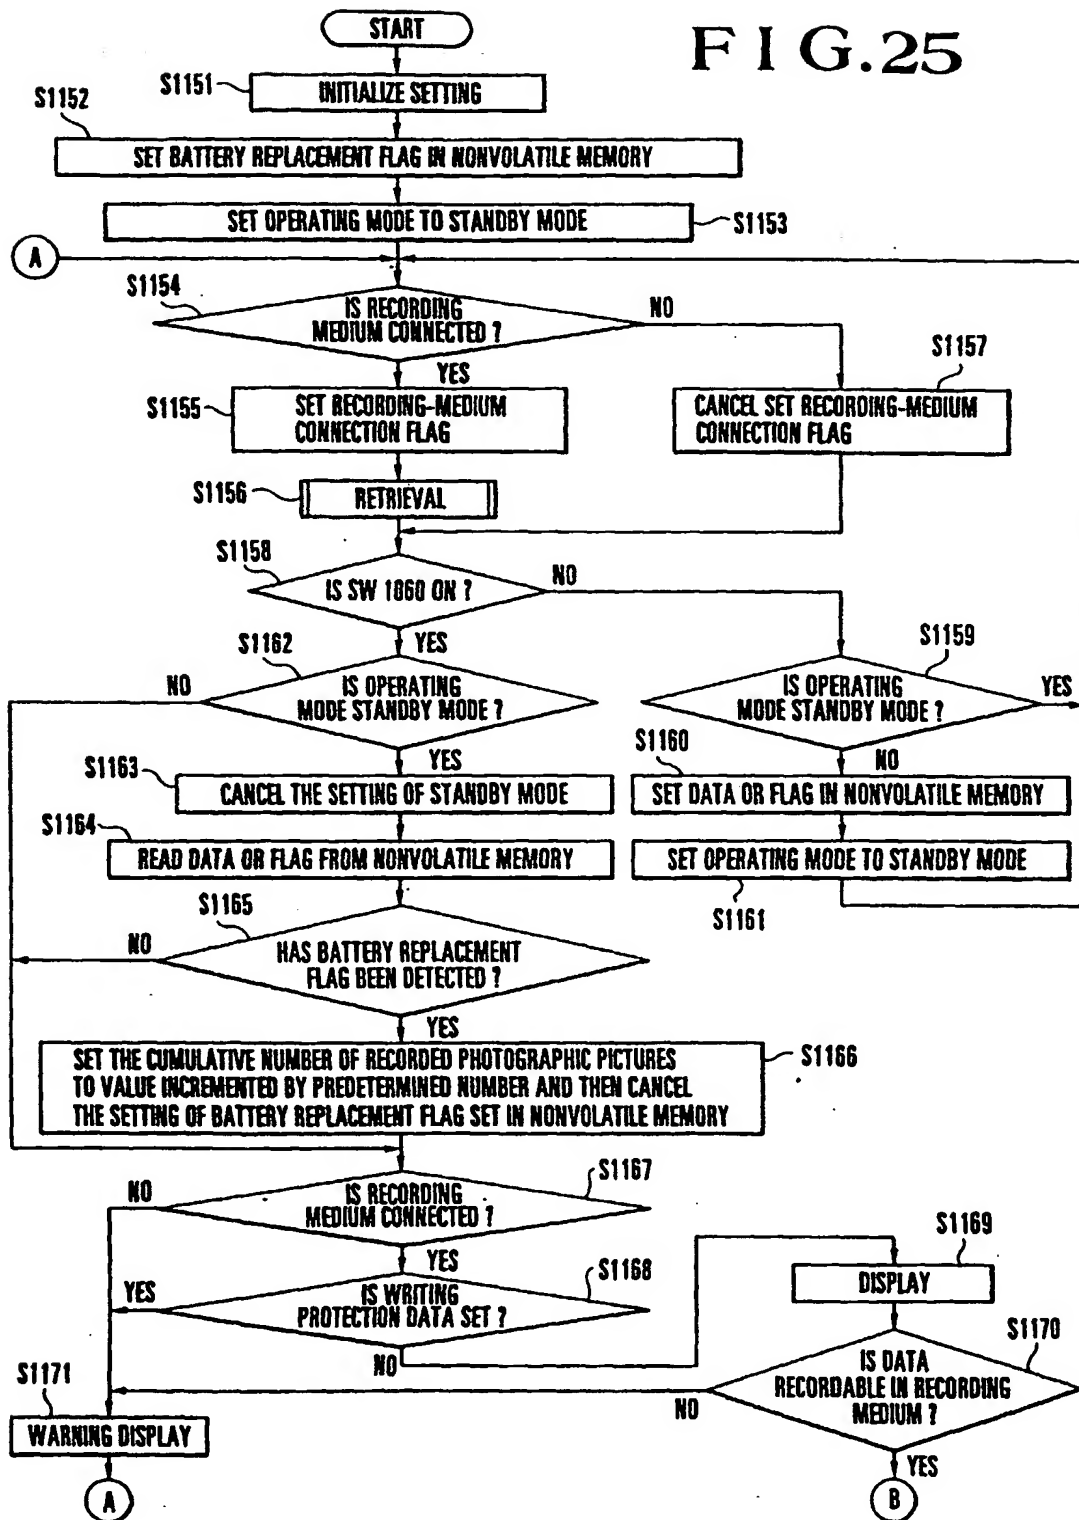 START
FIG.25
S1151
INITIALIZE SETTING
S1152
SET BATTERY REPLACEMENT FLAG IN NONVOLATILE MEMORY
SET OPERATING MODE TO STANDBY MODE
S1153
A
S1154
IS RECORDING
MEDIUM CONNECTED ?
NO
YES
S1155
SET RECORDING-MEDIUM
CONNECTION FLAG
S1157
CANCEL SET RECORDING-MEDIUM
CONNECTION FLAG
S1156
RETRIEVAL
S1158
IS SW 1060 ON ?
NO
YES
S1162
NO
IS OPERATING
MODE STANDBY MODE ?
YES
S1159
IS OPERATING
MODE STANDBY MODE ?
YES
NO
S1163
CANCEL THE SETTING OF STANDBY MODE
S1160
SET DATA OR FLAG IN NONVOLATILE MEMORY
S1164
READ DATA OR FLAG FROM NONVOLATILE MEMORY
SET OPERATING MODE TO STANDBY MODE
S1161
S1165
NO
HAS BATTERY REPLACEMENT
FLAG BEEN DETECTED ?
YES
SET THE CUMULATIVE NUMBER OF RECORDED PHOTOGRAPHIC PICTURES
TO VALUE INCREMENTED BY PREDETERMINED NUMBER AND THEN CANCEL
THE SETTING OF BATTERY REPLACEMENT FLAG SET IN NONVOLATILE MEMORY
S1166
S1167
NO
IS RECORDING
MEDIUM CONNECTED ?
YES
S1168
YES
IS WRITING
PROTECTION DATA SET ?
NO
S1169
DISPLAY
S1170
IS DATA
RECORDABLE IN RECORDING
MEDIUM ?
NO
YES
S1171
WARNING DISPLAY
A
B